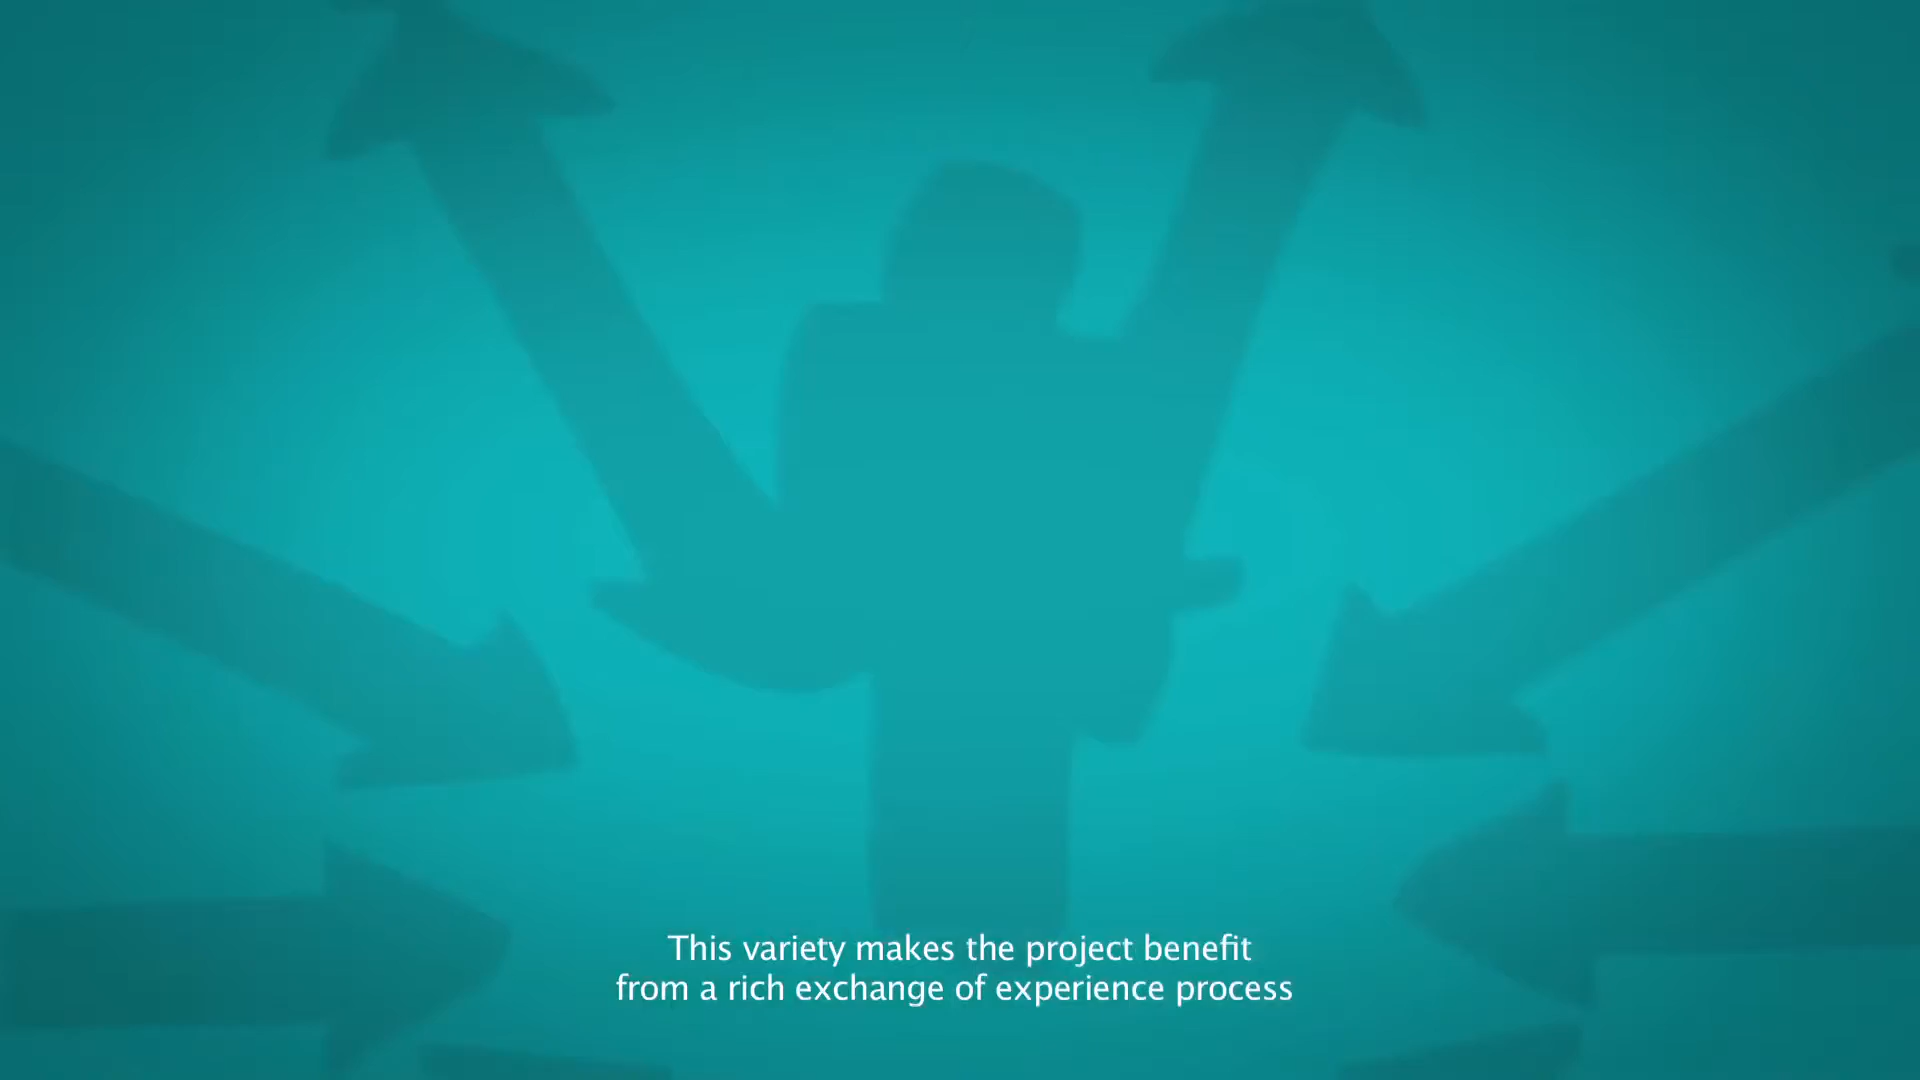 This variety makes the project benefit
from a rich exchange of experience process